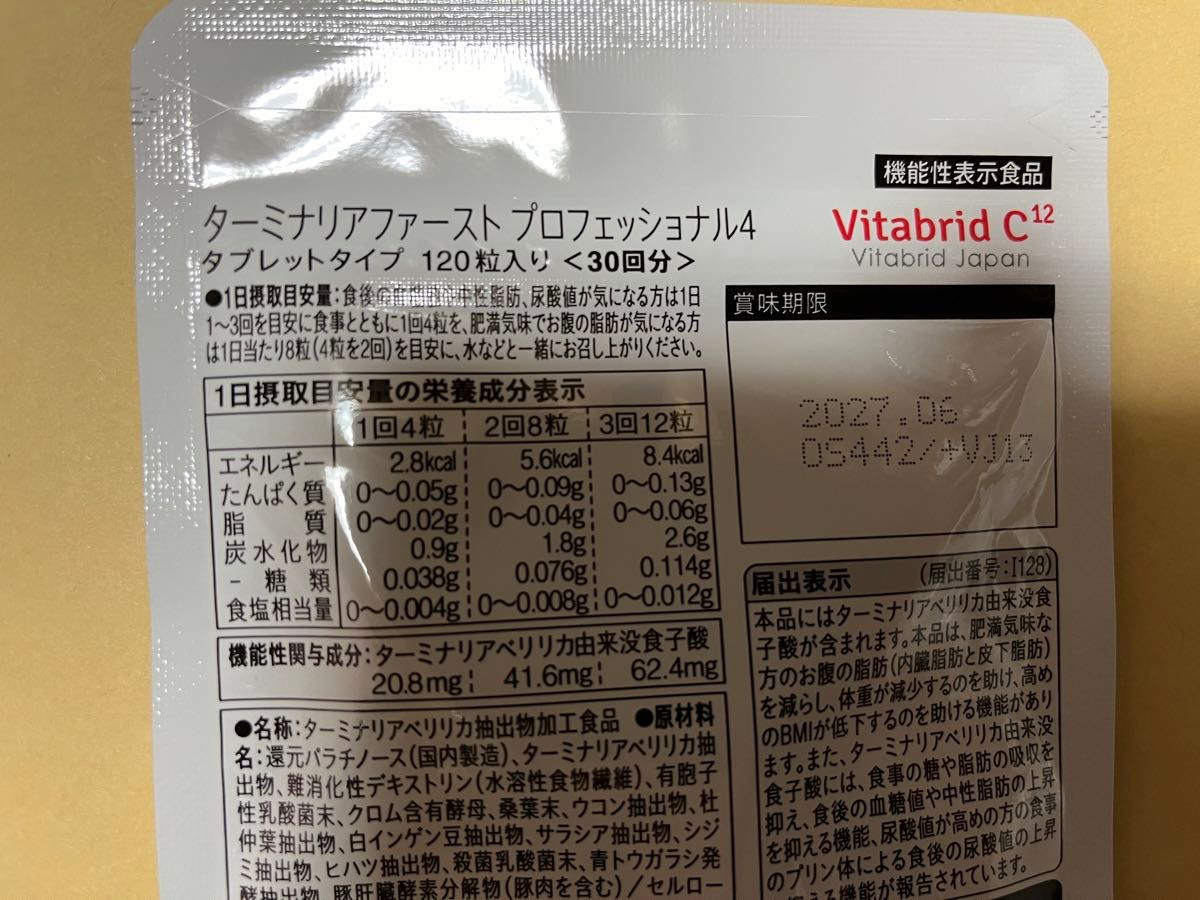 機能性表示食品
ターミナリアファースト プロフェッショナル4
タブレットタイプ 120粒入り <30回分>
Vitabrid C12
Vitabrid Japan
●1日摂取目安量:食後の血糖値や中性脂肪、尿酸値が気になる方は1日
1〜3回を目安に食事とともに1回4粒を、肥満気味でお腹の脂肪が気になる方
は1日当たり8粒(4粒を2回)を目安に、水などと一緒にお召し上がりください。
賞味期限
2027.06
05442/+VJ13
1日摂取目安量の栄養成分表示
1回4粒 2回8粒 3回12粒
エネルギー 2.8kcal 5.6kcal 8.4kcal
たんぱく質 0〜0.05g 0〜0.09g 0〜0.13g
脂質 0〜0.02g 0〜0.04g 0〜0.06g
炭水化物 0.9g 1.8g 2.6g
- 糖類 0.038g 0.076g 0.114g
食塩相当量 0〜0.004g 0〜0.008g 0〜0.012g
機能性関与成分:ターミナリアベリリカ由来没食子酸
20.8mg 41.6mg 62.4mg
●名称:ターミナリアベリリカ抽出物加工食品 ●原材料
名:還元パラチノース(国内製造)、ターミナリアベリリカ抽
出物、難消化性デキストリン(水溶性食物繊維)、有胞子
性乳酸菌末、クロム含有酵母、桑葉末、ウコン抽出物、杜
仲葉抽出物、白インゲン豆抽出物、サラシア抽出物、シジ
ミ抽出物、ヒハツ抽出物、殺菌乳酸菌末、青トウガラシ発
酵抽出物、豚肝臓酵素分解物(豚肉を含む)/セルロー
届出表示 (届出番号:I128)
本品にはターミナリアベリリカ由来没食
子酸が含まれます。本品は、肥満気味な
方のお腹の脂肪(内臓脂肪と皮下脂肪)
を減らし、体重が減少するのを助け、高め
のBMIが低下するのを助ける機能があり
ます。また、ターミナリアベリリカ由来没
食子酸には、食事の糖や脂肪の吸収を
抑え、食後の血糖値や中性脂肪の上昇
を抑える機能、尿酸値が高めの方の食事
のプリン体による食後の尿酸値の上昇
を抑える機能が報告されています。